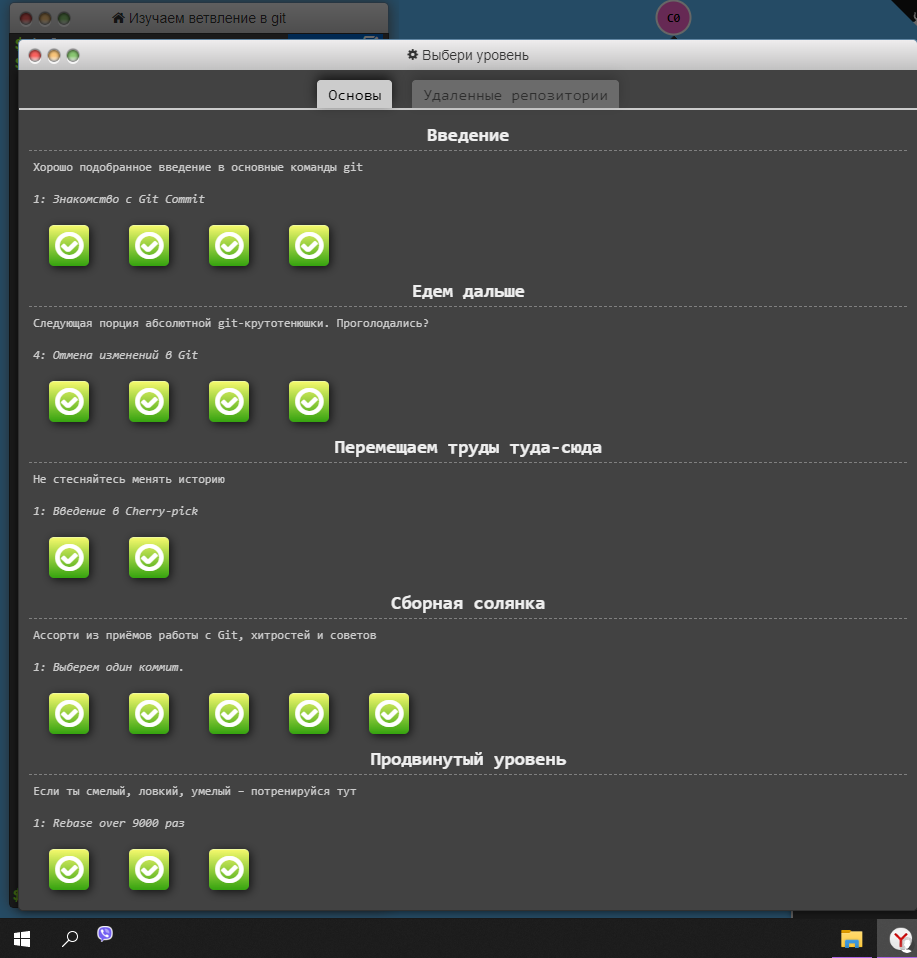 Изучаем ветвление в git
C0
Выбери уровень
Основы
Удаленные репозитории
Введение
Хорошо подобранное введение в основные команды git
1: Знакомство с Git Commit
Едем дальше
Следующая порция абсолютной git-крутотенюшки. Проголодались?
4: Отмена изменений в Git
Перемещаем труды туда-сюда
Не стесняйтесь менять историю
1: Введение в Cherry-pick
Сборная солянка
Ассорти из приёмов работы с Git, хитростей и советов
1: Выберем один коммит.
Продвинутый уровень
Если ты смелый, ловкий, умелый – потренируйся тут
1: Rebase over 9000 раз